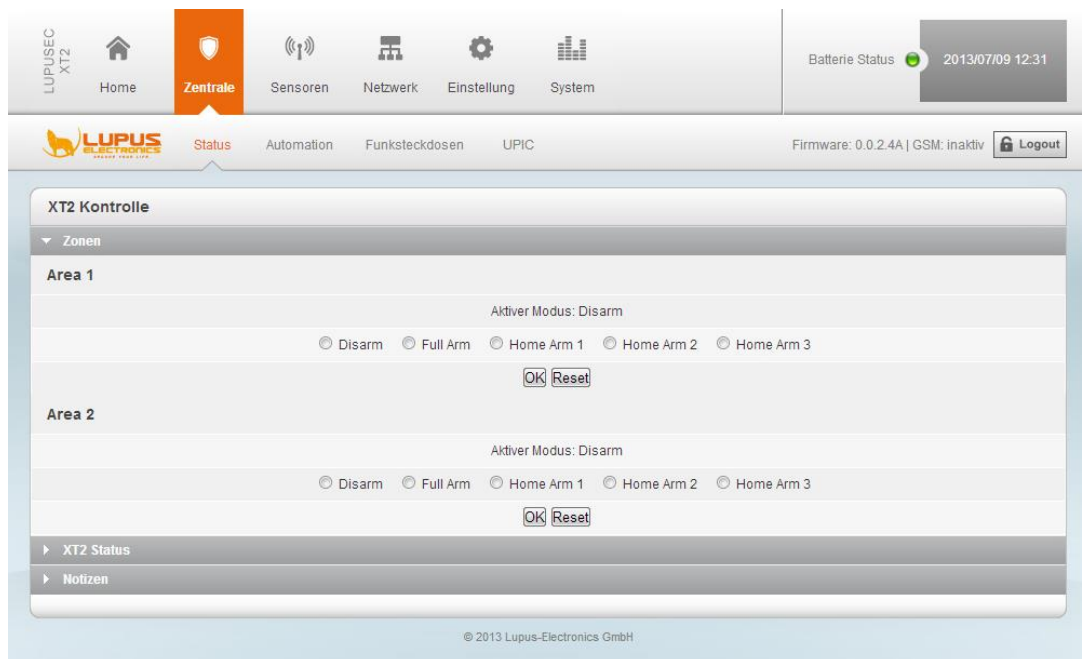 LUPUSEC XT2
Home Zentrale Sensoren Netzwerk Einstellung System
Batterie Status 2013/07/09 12:31
LUPUS
ELECTRONICS
Status Automation Funksteckdosen UPIC
Firmware: 0.0.2.4A | GSM: inaktiv Logout
XT2 Kontrolle
Zonen
Area 1
Aktiver Modus: Disarm
Disarm Full Arm Home Arm 1 Home Arm 2 Home Arm 3
OK Reset
Area 2
Aktiver Modus: Disarm
Disarm Full Arm Home Arm 1 Home Arm 2 Home Arm 3
OK Reset
XT2 Status
Notizen
© 2013 Lupus-Electronics GmbH